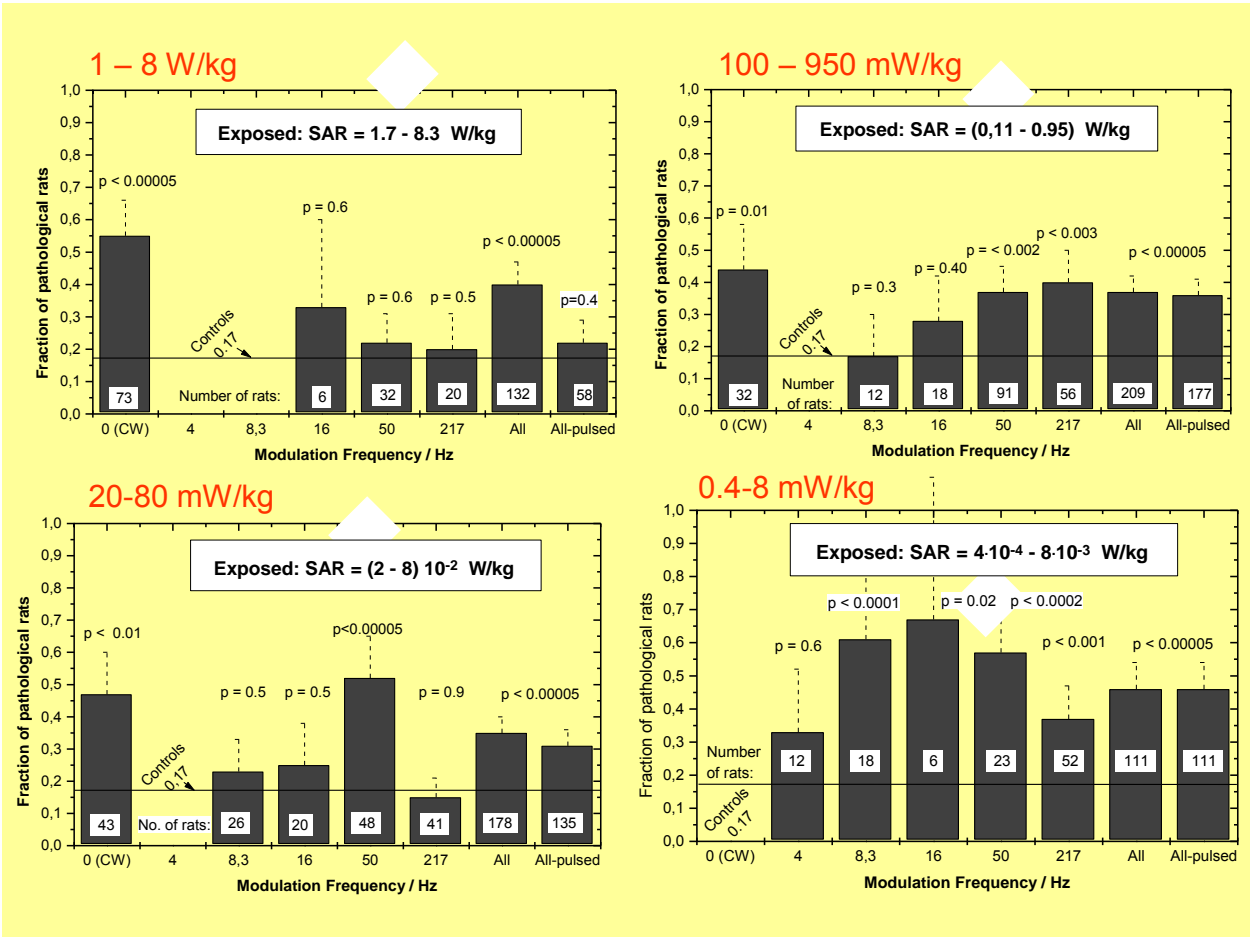 1 – 8 W/kg
Exposed: SAR = 1.7 - 8.3 W/kg
Fraction of pathological rats
1,0
0,9
0,8
0,7
0,6
0,5
0,4
0,3
0,2
0,1
0,0
p < 0.00005
p = 0.6
p = 0.6
p = 0.5
p < 0.00005
p=0.4
Controls
0.17
Number of rats:
73
6
32
20
132
58
0 (CW) 4 8,3 16 50 217 All All-pulsed
Modulation Frequency / Hz
100 – 950 mW/kg
Exposed: SAR = (0,11 - 0.95) W/kg
Fraction of pathological rats
1,0
0,9
0,8
0,7
0,6
0,5
0,4
0,3
0,2
0,1
0,0
p = 0.01
p = 0.3
p = 0.40
p = < 0.002
p < 0.003
p < 0.00005
Controls
0.17
Number
of rats:
32
12
18
91
56
209
177
0 (CW) 4 8,3 16 50 217 All All-pulsed
Modulation Frequency / Hz
20-80 mW/kg
Exposed: SAR = (2 - 8) 10-2 W/kg
Fraction of pathological rats
1,0
0,9
0,8
0,7
0,6
0,5
0,4
0,3
0,2
0,1
0,0
p < 0.01
p = 0.5
p = 0.5
p<0.00005
p = 0.9
p < 0.00005
Controls
0,17
No. of rats:
43
26
20
48
41
178
135
0 (CW) 4 8,3 16 50 217 All All-pulsed
Modulation Frequency / Hz
0.4-8 mW/kg
Exposed: SAR = 4·10-4 - 8·10-3 W/kg
Fraction of pathological rats
1,0
0,9
0,8
0,7
0,6
0,5
0,4
0,3
0,2
0,1
0,0
p = 0.6
p < 0.0001
p = 0.02
p < 0.0002
p < 0.001
p < 0.00005
Number
of rats:
Controls
0.17
12
18
6
23
52
111
111
0 (CW) 4 8,3 16 50 217 All All-pulsed
Modulation Frequency / Hz